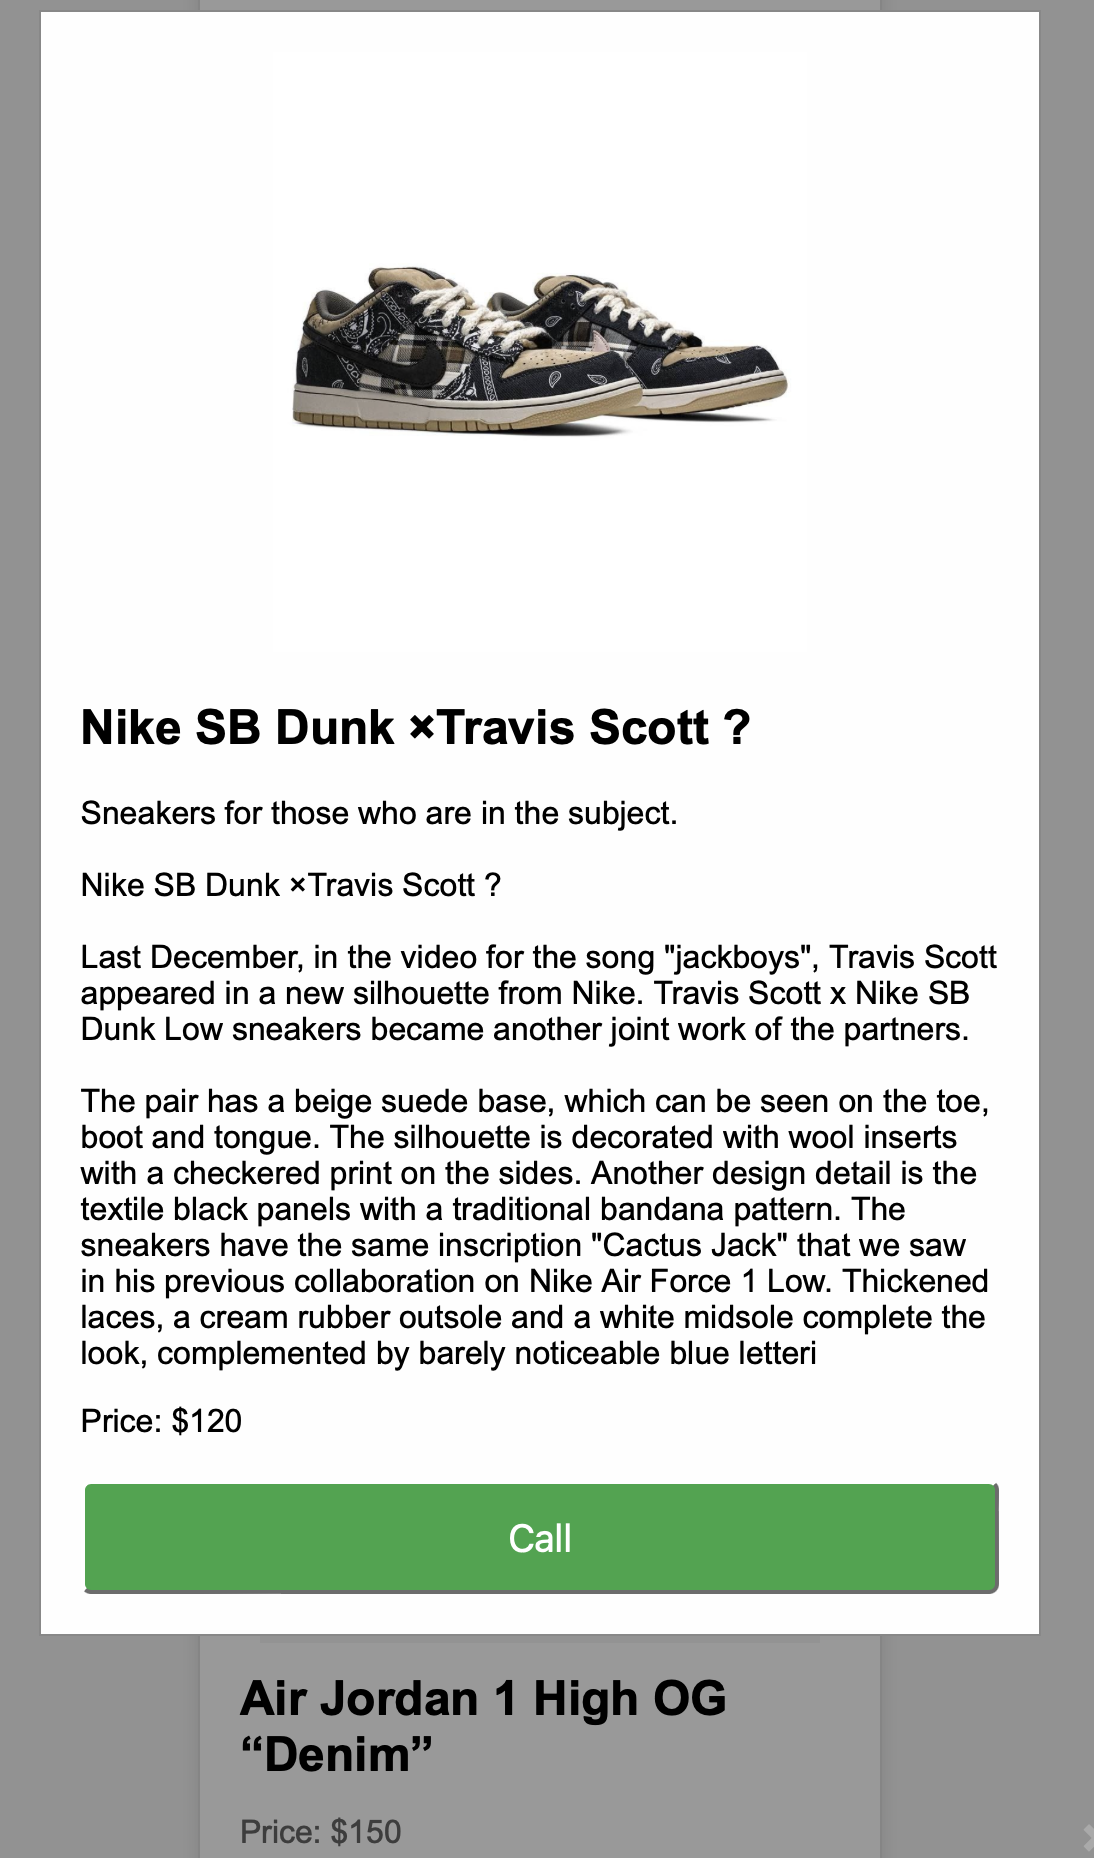 Nike SB Dunk ×Travis Scott ?
Sneakers for those who are in the subject.
Nike SB Dunk ×Travis Scott ?
Last December, in the video for the song "jackboys", Travis Scott
appeared in a new silhouette from Nike. Travis Scott x Nike SB
Dunk Low sneakers became another joint work of the partners.
The pair has a beige suede base, which can be seen on the toe,
boot and tongue. The silhouette is decorated with wool inserts
with a checkered print on the sides. Another design detail is the
textile black panels with a traditional bandana pattern. The
sneakers have the same inscription "Cactus Jack" that we saw
in his previous collaboration on Nike Air Force 1 Low. Thickened
laces, a cream rubber outsole and a white midsole complete the
look, complemented by barely noticeable blue letteri
Price: $120
Call
Air Jordan 1 High OG
“Denim”
Price: $150